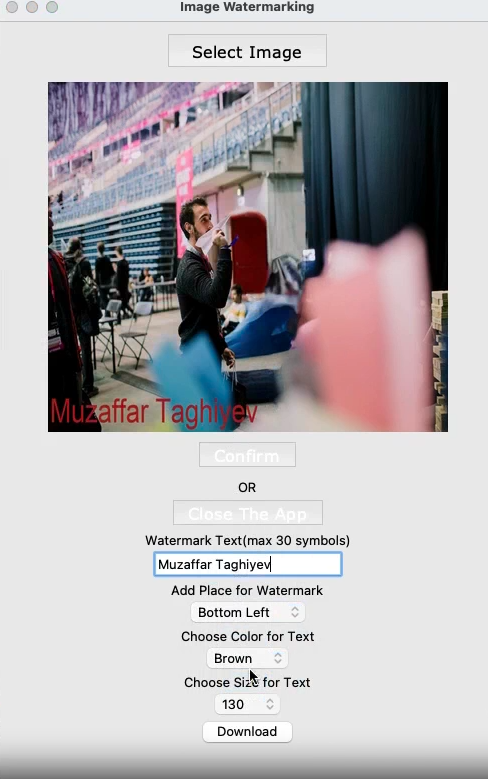 Image Watermarking
Select Image
Muzaffar Taghiyev
Confirm
OR
Close The App
Watermark Text(max 30 symbols)
Muzaffar Taghiyev
Add Place for Watermark
Bottom Left
Choose Color for Text
Brown
Choose Size for Text
130
Download